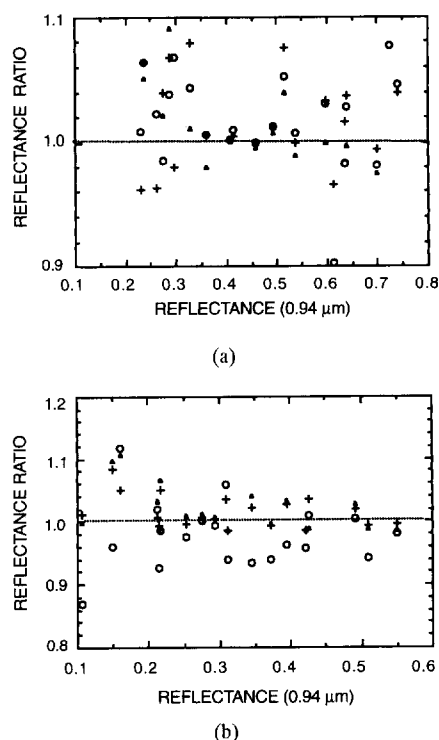 1.1
1.0
0.9
REFLECTANCE RATIO
0.1 0.2 0.3 0.4 0.5 0.6 0.7 0.8
REFLECTANCE (0.94 μm)
(a)
1.2
1.1
1.0
0.9
0.8
REFLECTANCE RATIO
0.1 0.2 0.3 0.4 0.5 0.6
REFLECTANCE (0.94 μm)
(b)